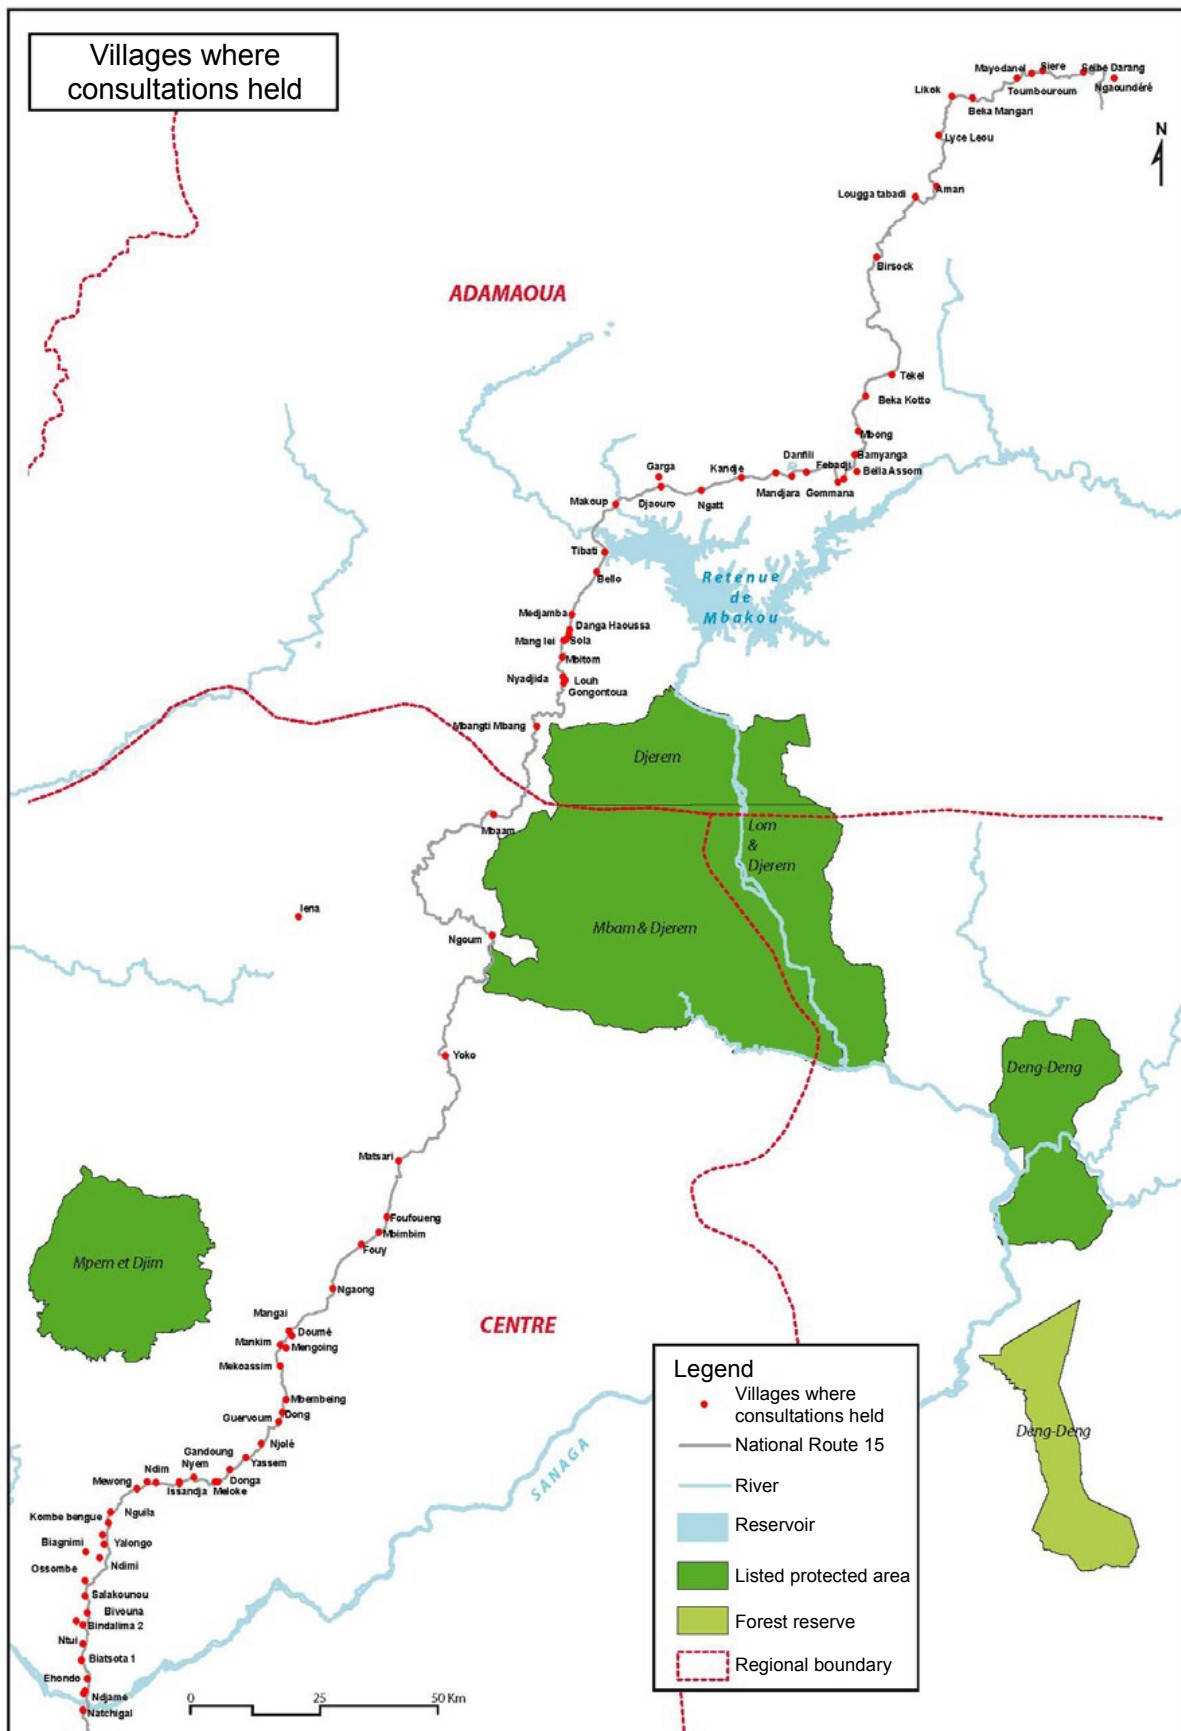 Villages where
consultations held
Mayodanel
Siere
Selbe Darang
Toumbouroum
Ngaoundéré
Likok
Beka Mangari
Lyce Leou
N
Aman
Lougga tabadi
Birsock
ADAMAOUA
Tekel
Beka Kotto
Mbong
Bamyanga
Danfili
Febadji
Bella Assom
Garga
Kandje
Makoup
Djaouro
Ngatt
Mandjara
Gommana
Tibati
Bello
Retenue
de
Mbakou
Medjamba
Danga Haoussa
Mang lei
Sola
Mbitom
Nyadjida
Louh
Gongontoua
Mbangti Mbang
Djerem
Mbaam
Lom
&
Djerem
Iena
Mbam & Djerem
Ngoum
Yoko
Deng-Deng
Matsari
Foufoueng
Mbimbim
Fouy
Mpem et Djim
Ngaong
CENTRE
Mangai
Doumé
Mankim
Mengoing
Mekoassim
Mbembeing
Dong
Guervoum
Deng-Deng
Njolé
Gandoung
Yassem
Nyem
Ndim
Donga
Mewong
Issandja
Meloke
SANAGA
Nguila
Kombe bengue
Yalongo
Biagnimi
Ndimi
Ossombe
Salakounou
Bivouna
Bindalima 2
Ntui
Biatsota 1
Ehondo
Ndjamé
Natchigal
0
25
50 Km
Legend
Villages where
consultations held
National Route 15
River
Reservoir
Listed protected area
Forest reserve
Regional boundary